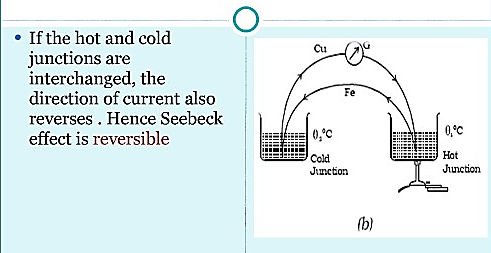 • If the hot and cold
junctions are
interchanged, the
direction of current also
reverses . Hence Seebeck
effect is reversible
Cu
G
Fe
θ₂°C
Cold
Junction
θ₁°C
Hot
Junction
(b)